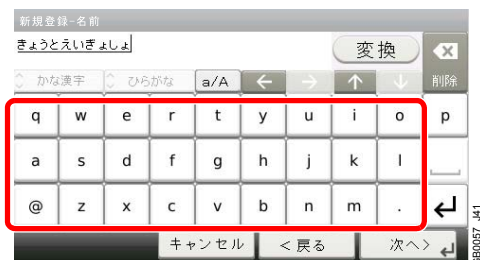 新規登録-名前
きょうとえいぎょしょ
変換
かな漢字 ひらがな a/A ← → ↑ ↓ 削除
q w e r t y u i o p
a s d f g h j k l
@ z x c v b n m .
キャンセル <戻る 次へ>
8B0057_J41